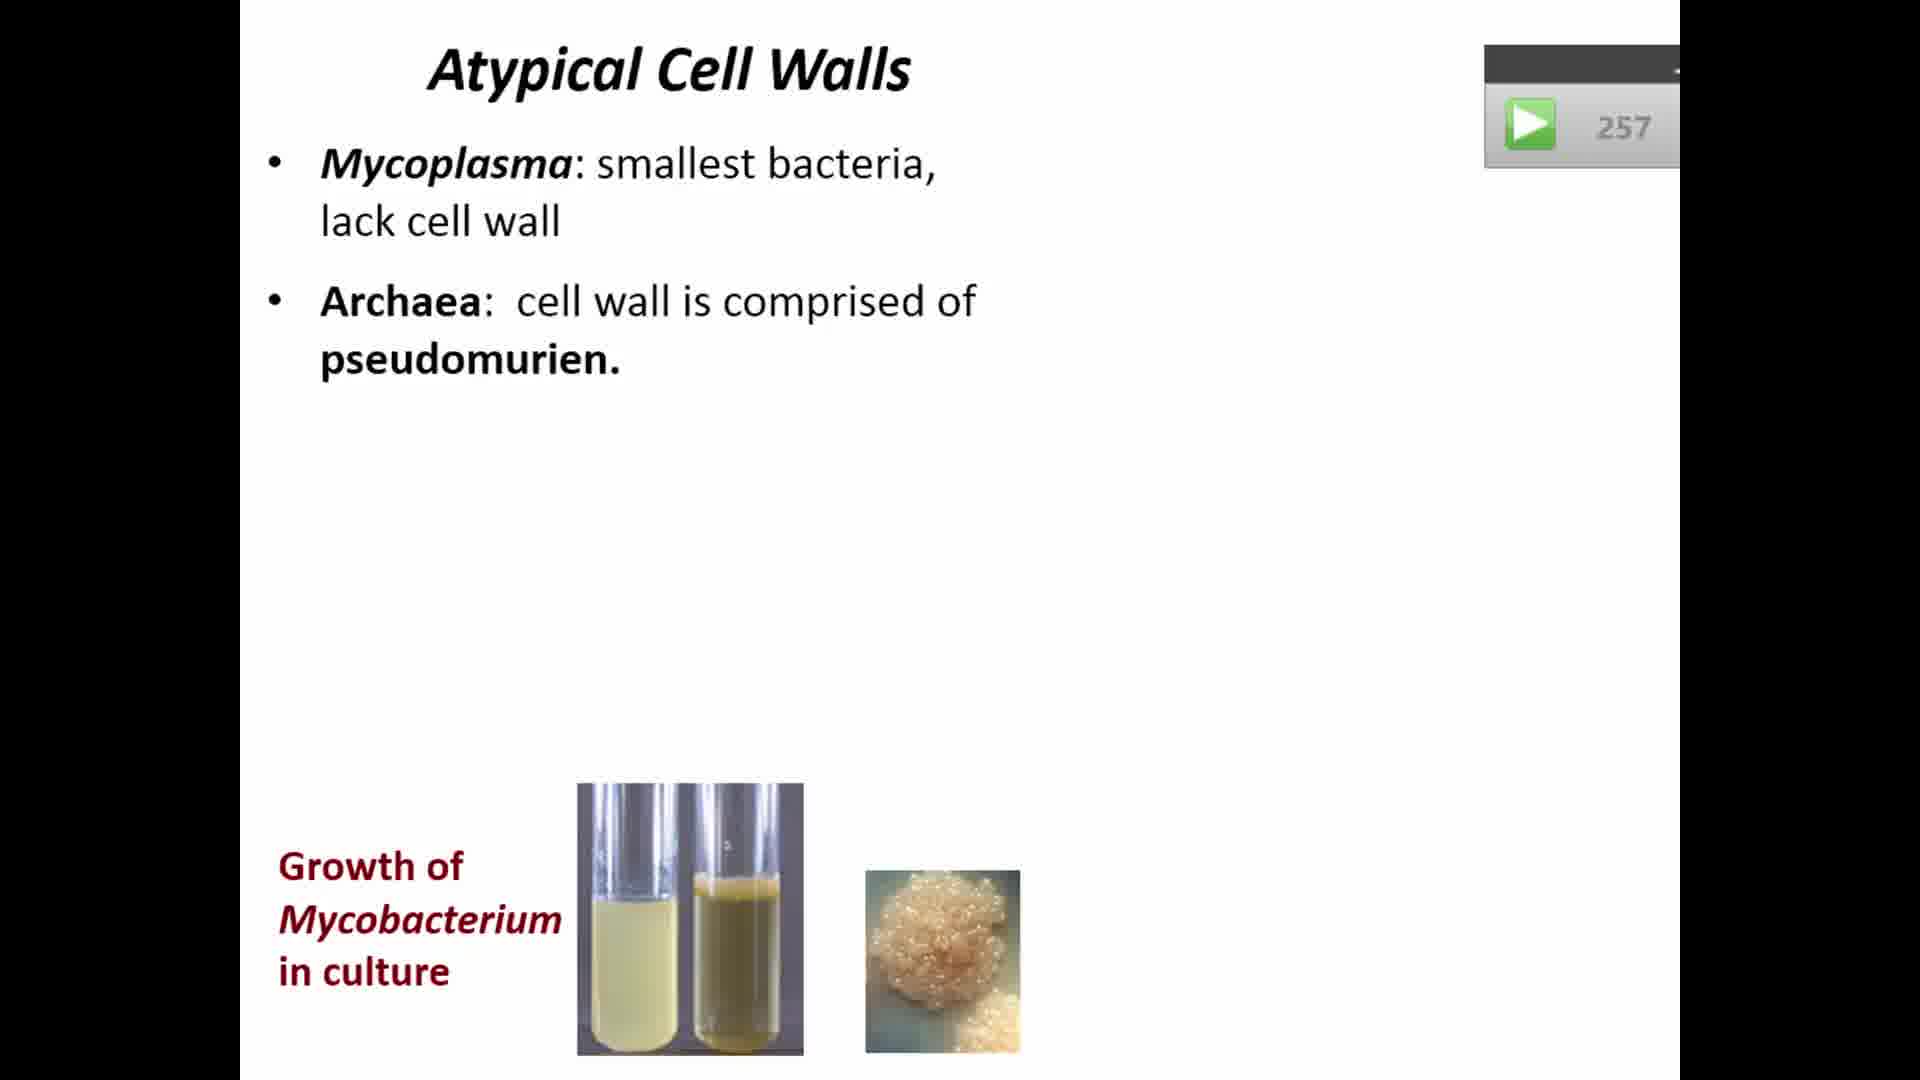 Atypical Cell Walls
• Mycoplasma: smallest bacteria,
lack cell wall
• Archaea: cell wall is comprised of
pseudomurien.
257
Growth of
Mycobacterium
in culture